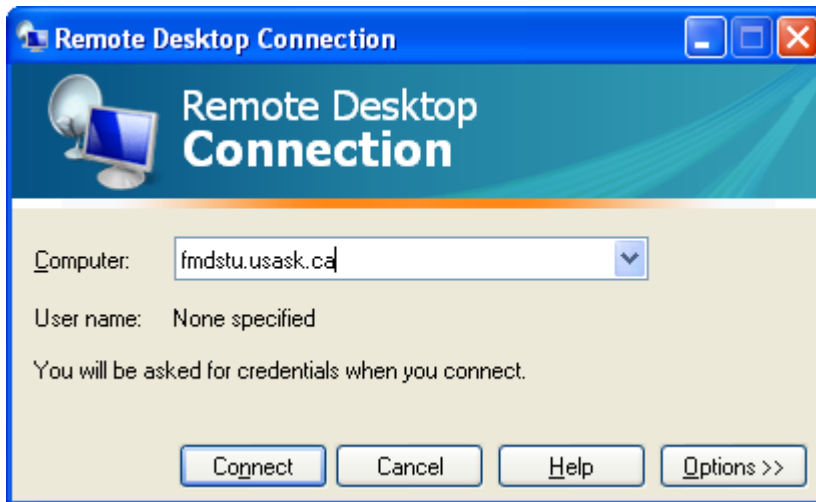 Remote Desktop Connection
Remote Desktop
Connection
Computer: fmdstu.usask.ca
User name: None specified
You will be asked for credentials when you connect.
Connect Cancel Help Options >>